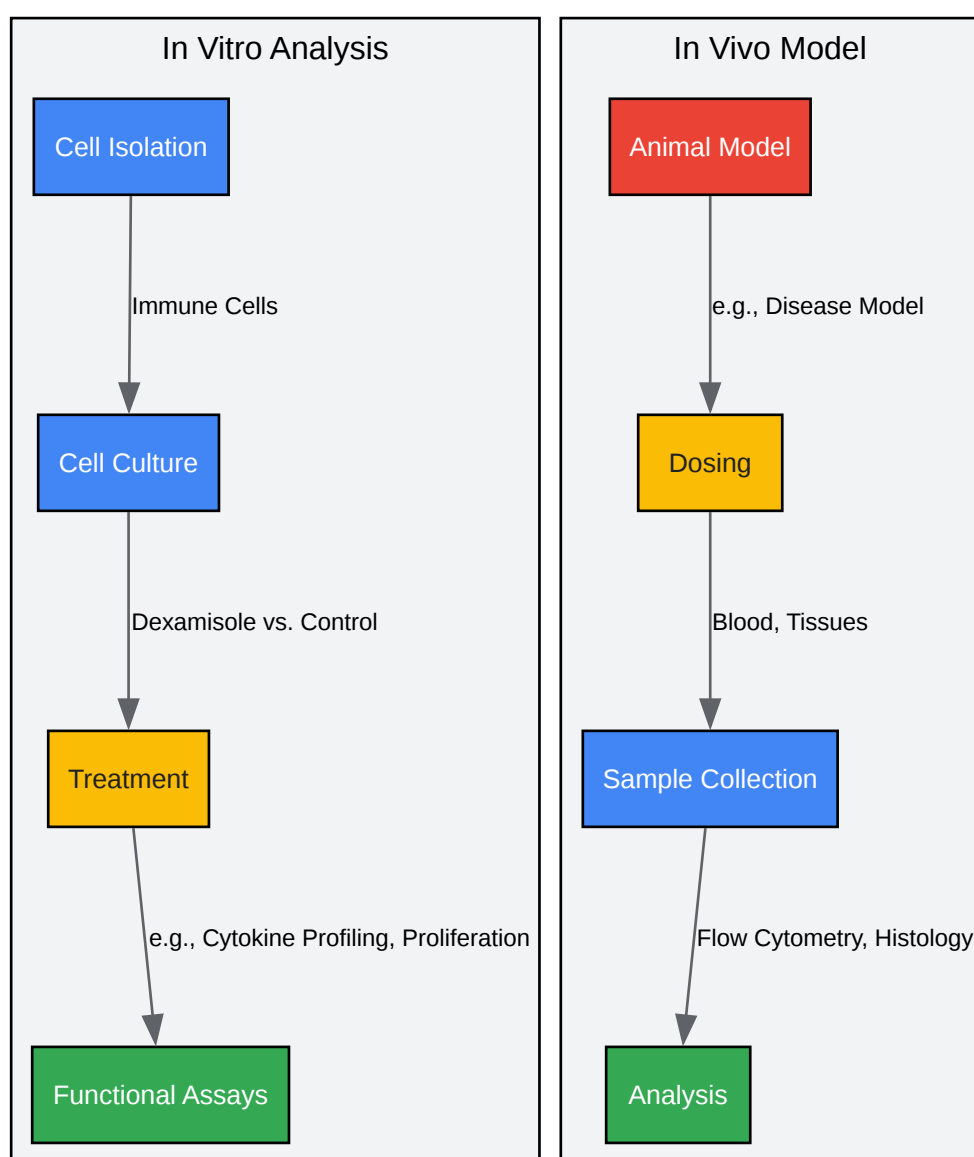 In Vitro Analysis
Cell Isolation
Immune Cells
Cell Culture
Dexamisole vs. Control
Treatment
e.g., Cytokine Profiling, Proliferation
Functional Assays
In Vivo Model
Animal Model
e.g., Disease Model
Dosing
Blood, Tissues
Sample Collection
Flow Cytometry, Histology
Analysis